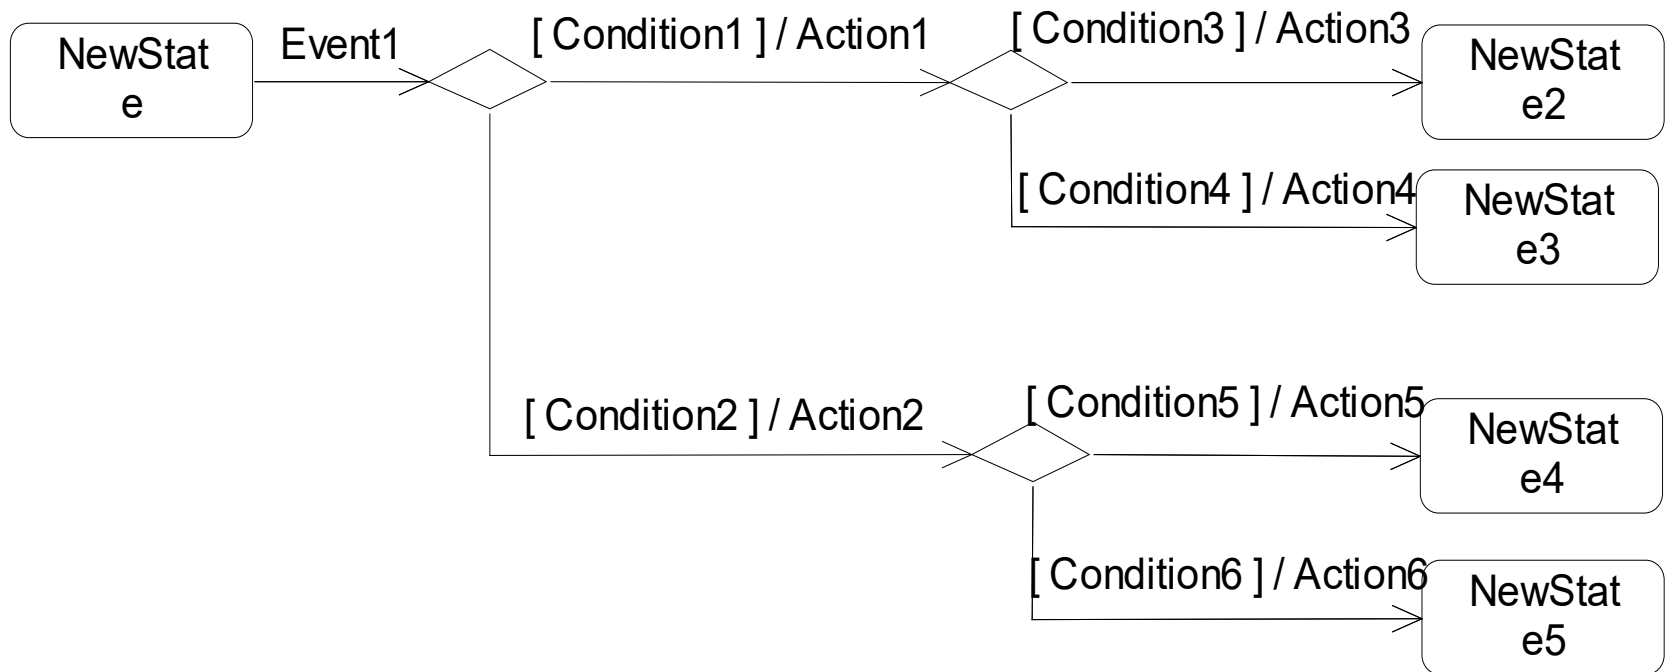 NewStat
e
Event1
[ Condition1 ] / Action1
[ Condition3 ] / Action3
NewStat
e2
[ Condition4 ] / Action4
NewStat
e3
[ Condition2 ] / Action2
[ Condition5 ] / Action5
NewStat
e4
[ Condition6 ] / Action6
NewStat
e5